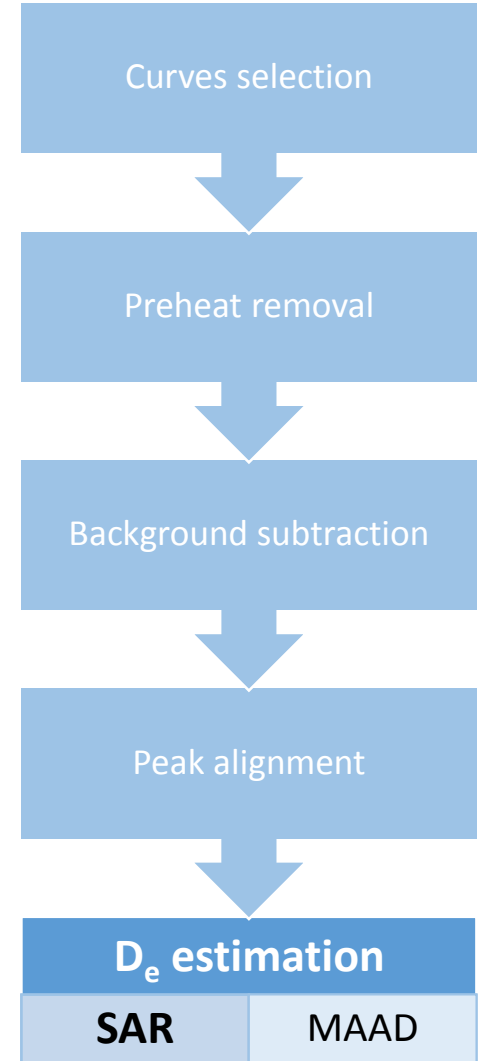 Curves selection
Preheat removal
Background subtraction
Peak alignment
Dₑ estimation
SAR MAAD